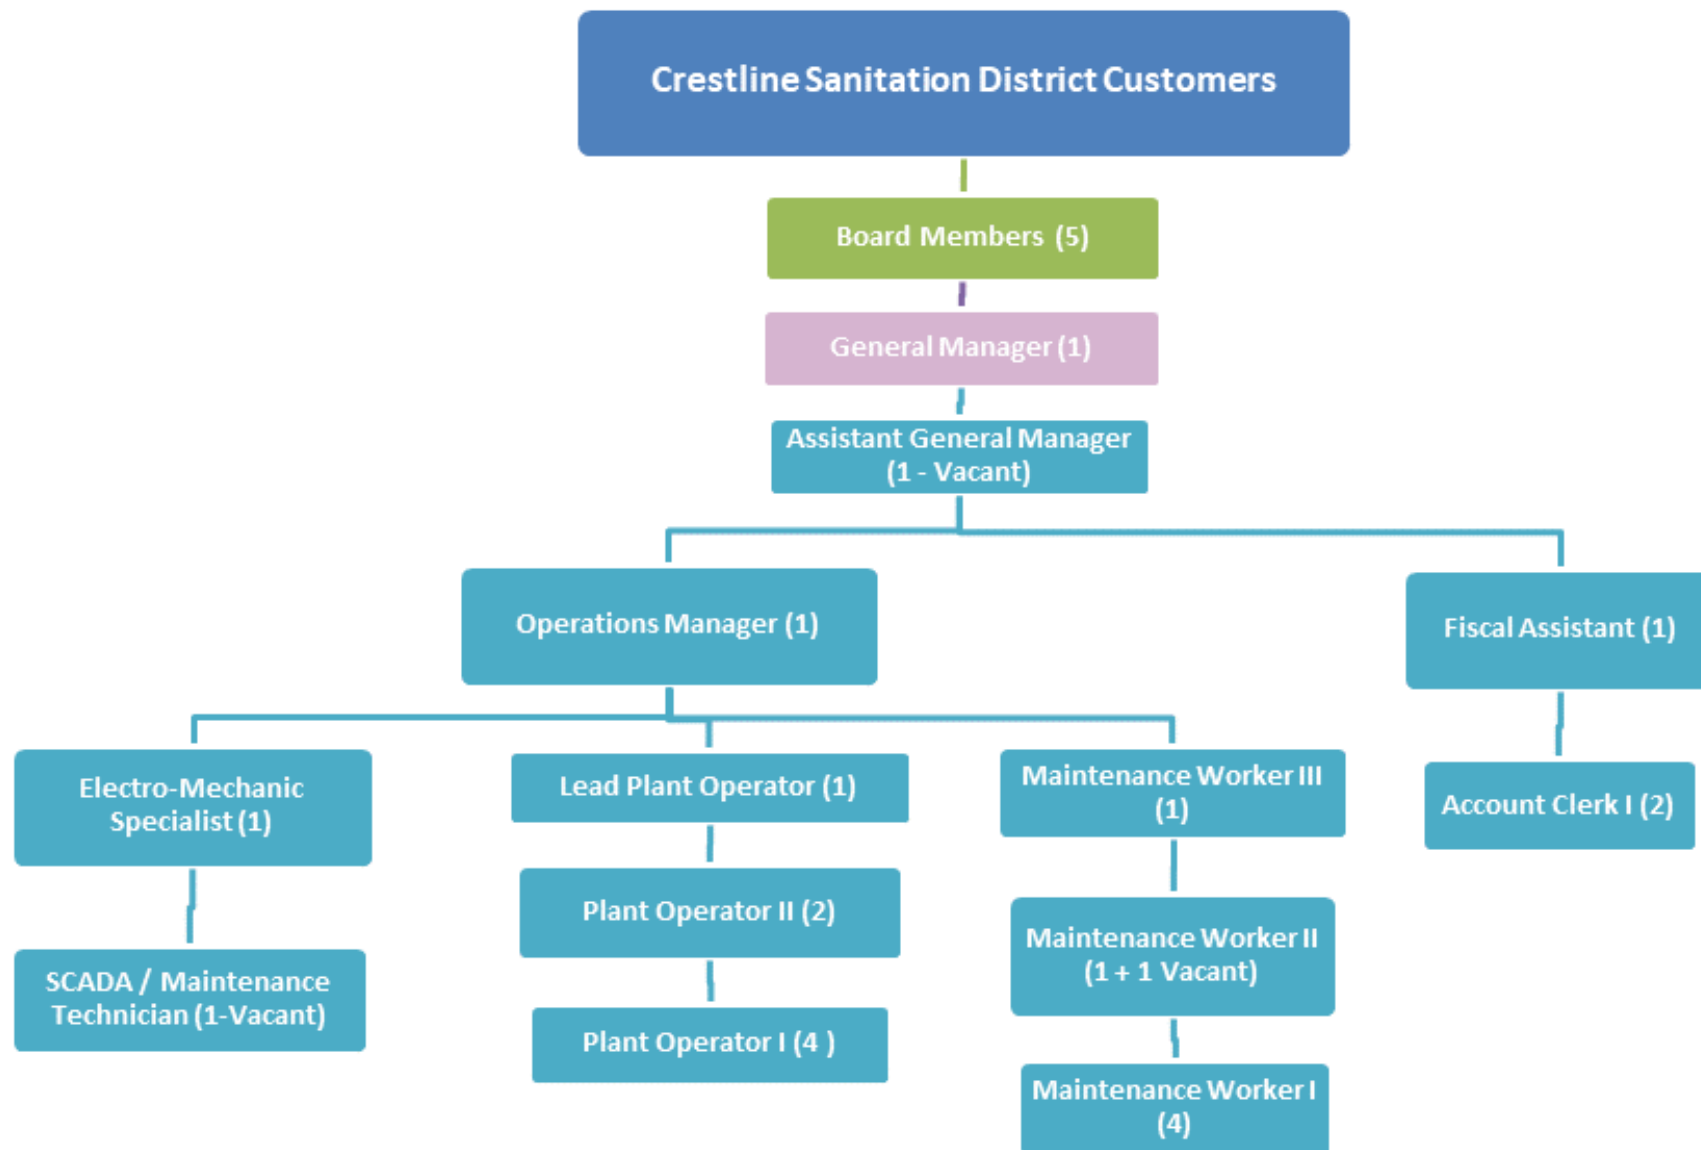 Crestline Sanitation District Customers
Board Members (5)
General Manager (1)
Assistant General Manager
(1 - Vacant)
Operations Manager (1)
Fiscal Assistant (1)
Electro-Mechanic
Specialist (1)
Lead Plant Operator (1)
Maintenance Worker III
(1)
Account Clerk I (2)
Plant Operator II (2)
Maintenance Worker II
(1 + 1 Vacant)
SCADA / Maintenance
Technician (1-Vacant)
Plant Operator I (4 )
Maintenance Worker I
(4)